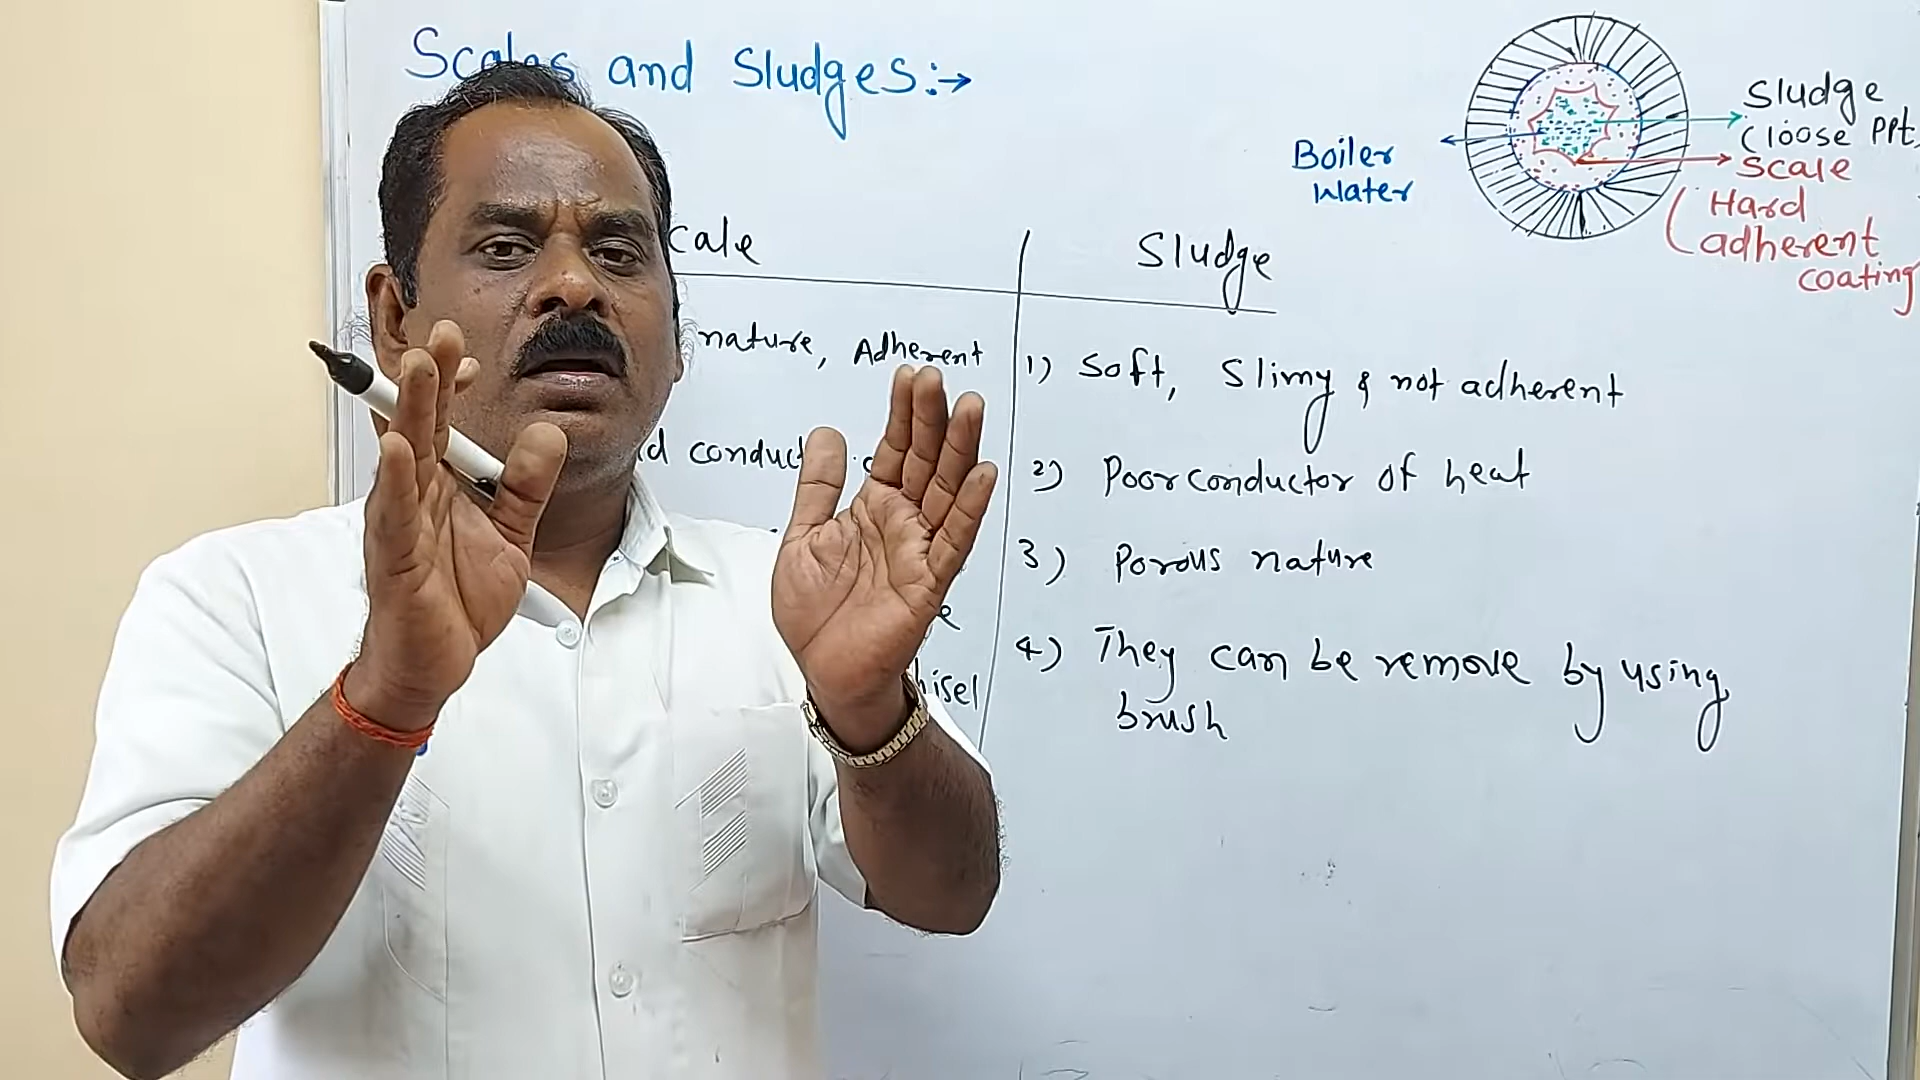 Scales and Sludges:→
Sludge
(loose ppt)
Scale
(Hard
adherent
coating
Boiler
Water
cale
Sludge
nature, Adherent
1) Soft, Slimy & not adherent
conduct
2) Poor conductor of heat
3) Porous nature
4) They can be remove by using
brush
hisel